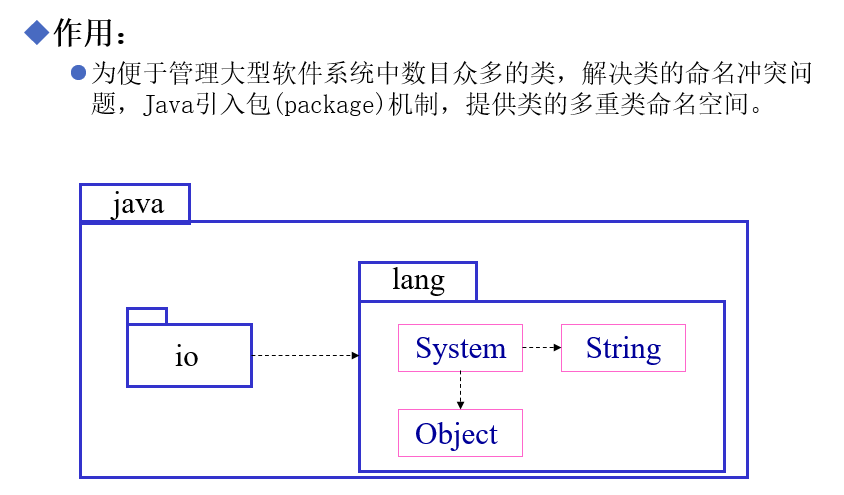 作用：
为便于管理大型软件系统中数目众多的类，解决类的命名冲突问
题，Java引入包(package)机制，提供类的多重类命名空间。
java
lang
System
String
io
Object